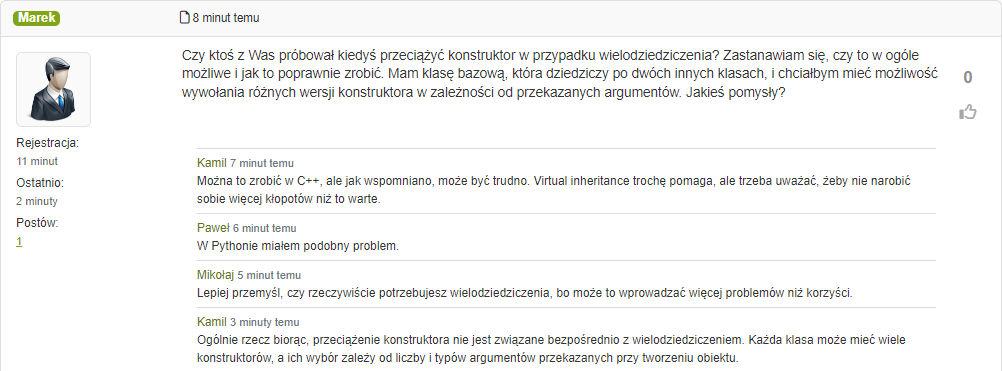 Marek
8 minut temu
Czy ktoś z Was próbował kiedyś przeciążyć konstruktor w przypadku wielodziedziczenia? Zastanawiam się, czy to w ogóle
możliwe i jak to poprawnie zrobić. Mam klasę bazową, która dziedziczy po dwóch innych klasach, i chciałbym mieć możliwość
wywołania różnych wersji konstruktora w zależności od przekazanych argumentów. Jakieś pomysły?
0
Rejestracja:
11 minut
Ostatnio:
2 minuty
Postów:
1
Kamil 7 minut temu
Można to zrobić w C++, ale jak wspomniano, może być trudno. Virtual inheritance trochę pomaga, ale trzeba uważać, żeby nie narobić
sobie więcej kłopotów niż to warte.
Paweł 6 minut temu
W Pythonie miałem podobny problem.
Mikołaj 5 minut temu
Lepiej przemyśl, czy rzeczywiście potrzebujesz wielodziedziczenia, bo może to wprowadzać więcej problemów niż korzyści.
Kamil 3 minuty temu
Ogólnie rzecz biorąc, przeciążenie konstruktora nie jest związane bezpośrednio z wielodziedziczeniem. Każda klasa może mieć wiele
konstruktorów, a ich wybór zależy od liczby i typów argumentów przekazanych przy tworzeniu obiektu.